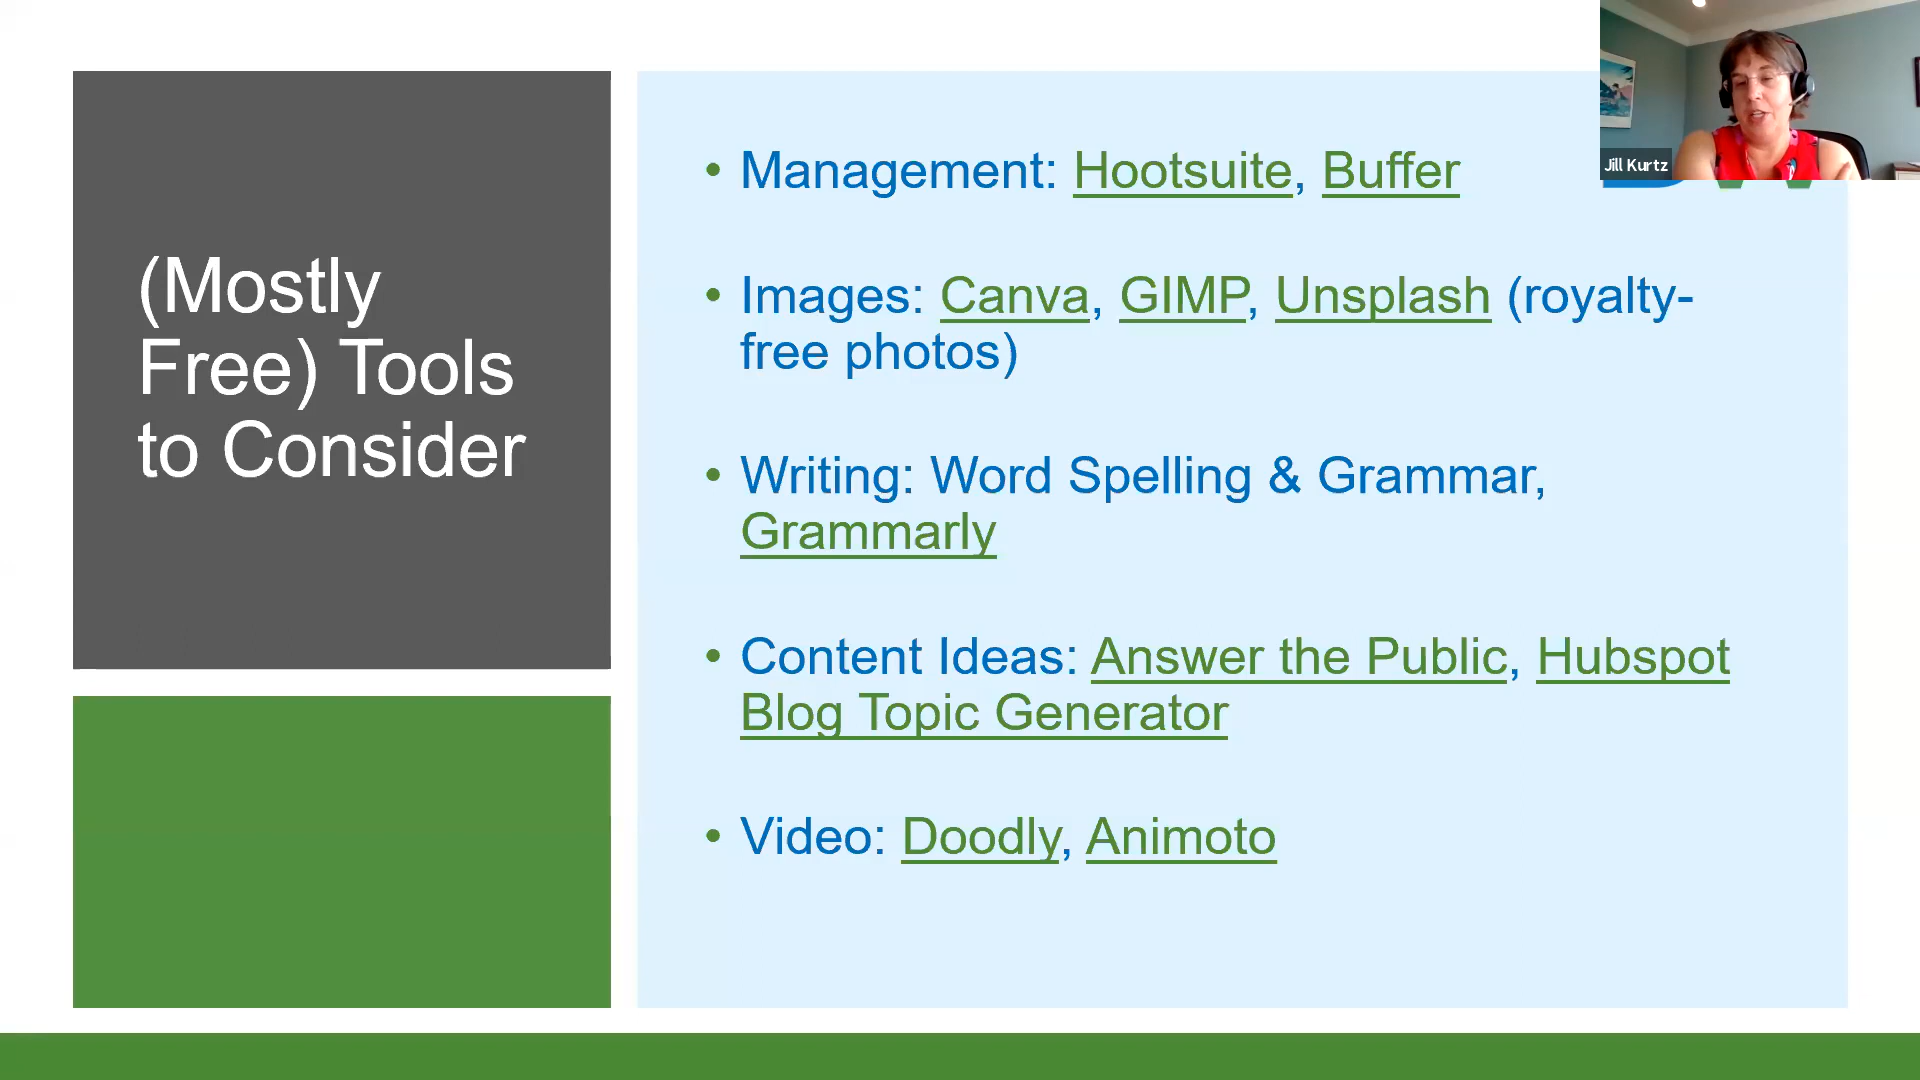 (Mostly
Free) Tools
to Consider
• Management: Hootsuite, Buffer
• Images: Canva, GIMP, Unsplash (royalty-
free photos)
• Writing: Word Spelling & Grammar,
Grammarly
• Content Ideas: Answer the Public, Hubspot
Blog Topic Generator
• Video: Doodly, Animoto
Jill Kurtz